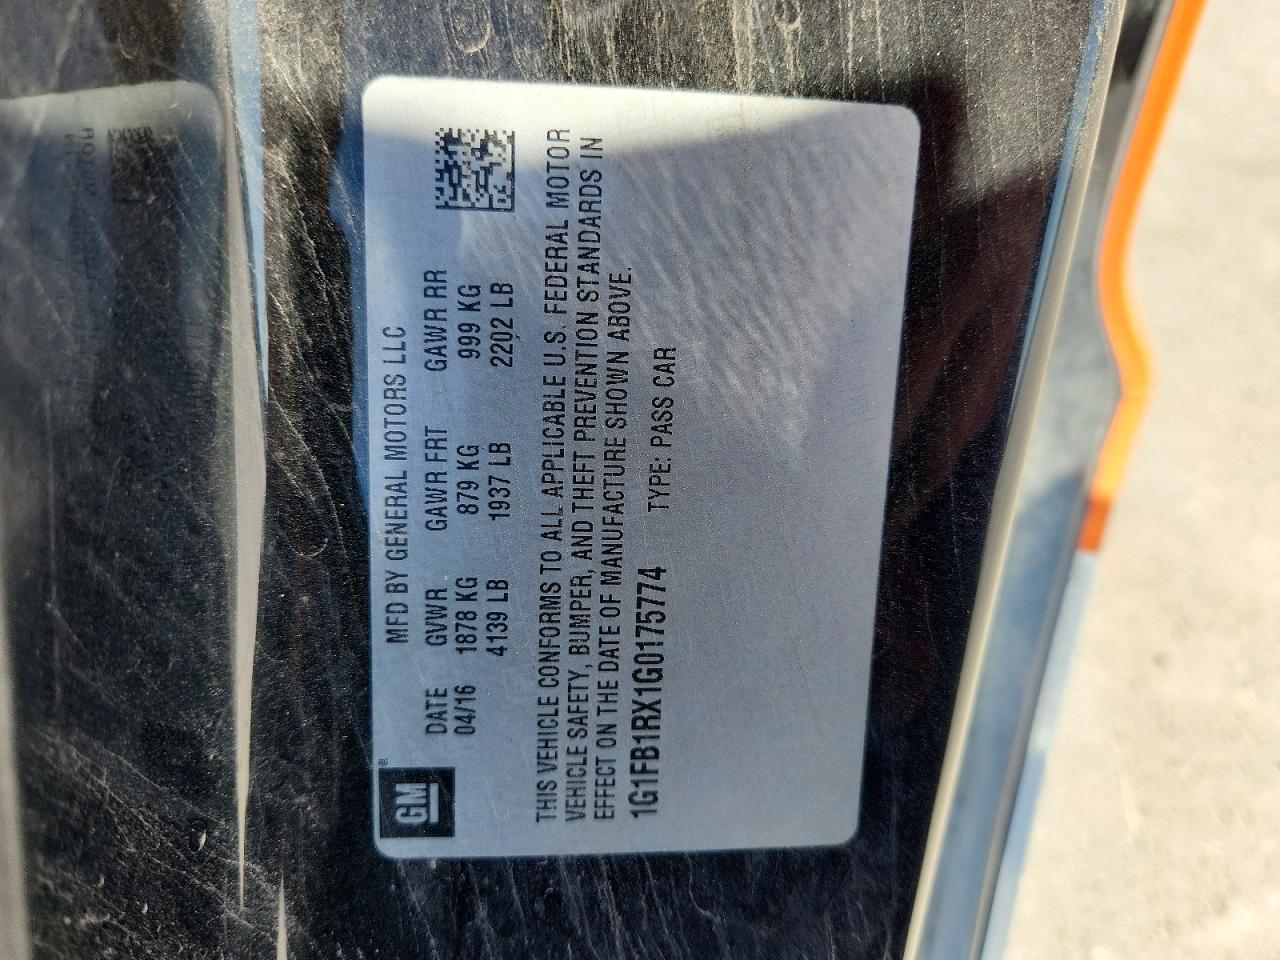 GM ®
MFD BY GENERAL MOTORS LLC
DATE GVWR GAWR FRT GAWR RR
04/16 1878 KG 879 KG 999 KG
4139 LB 1937 LB 2202 LB
THIS VEHICLE CONFORMS TO ALL APPLICABLE U.S. FEDERAL MOTOR
VEHICLE SAFETY, BUMPER, AND THEFT PREVENTION STANDARDS IN
EFFECT ON THE DATE OF MANUFACTURE SHOWN ABOVE.
1G1FB1RX1G0175774 TYPE: PASS CAR